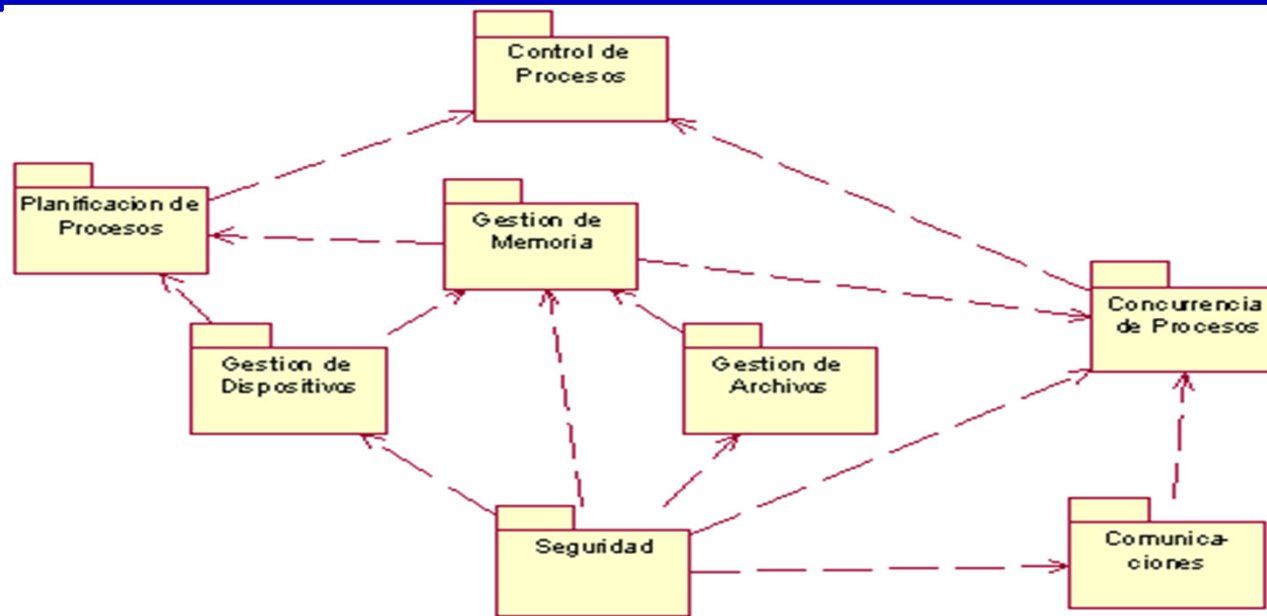 Control de
Procesos
Planificacion de
Procesos
Gestion de
Memoria
Concurrencia
de Procesos
Gestion de
Dispositivos
Gestion de
Archivos
Seguridad
Comunica-
ciones